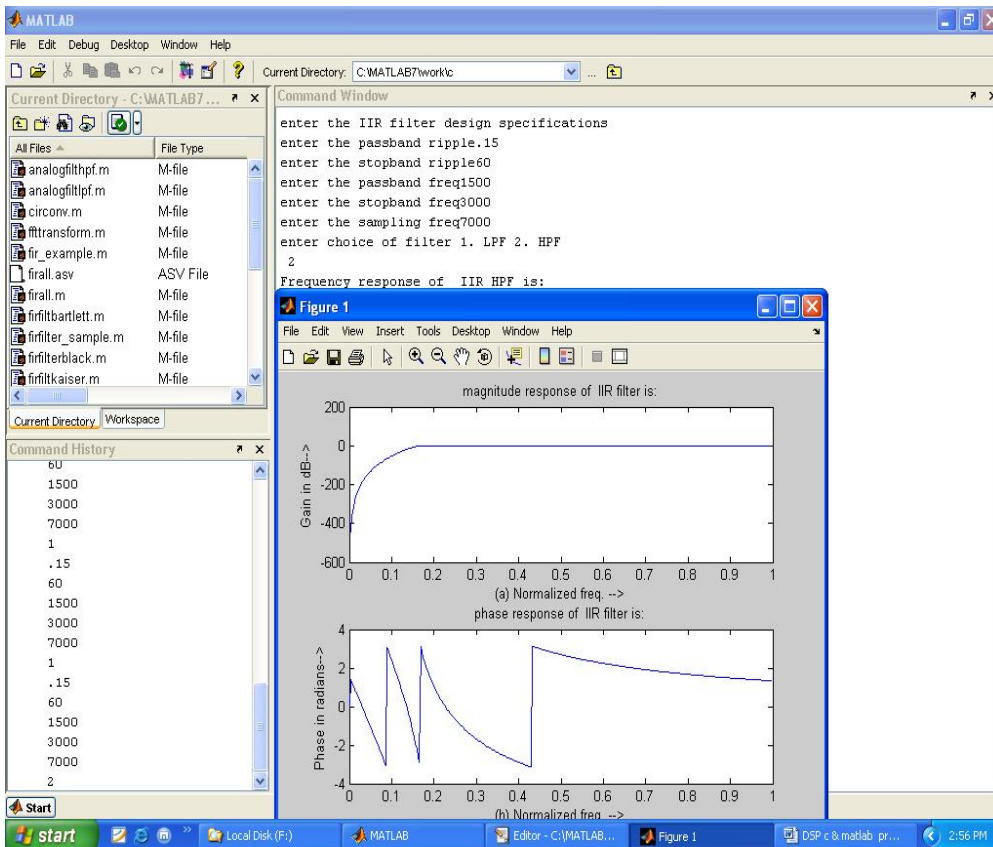 MATLAB
File Edit Debug Desktop Window Help
Current Directory: C:\MATLAB7\work\c
...
Current Directory - C:\MATLAB7...
All Files File Type
analogfilthpf.m M-file
analogfiltlpf.m M-file
circonv.m M-file
ffttransform.m M-file
fir_example.m M-file
firall.asv ASV File
firall.m M-file
firfiltbartlett.m M-file
firfilter_sample.m M-file
firfilterblack.m M-file
firfiltkaiser.m M-file
Current Directory Workspace
Command History
60
1500
3000
7000
1
.15
60
1500
3000
7000
1
.15
60
1500
3000
7000
2
Command Window
enter the IIR filter design specifications
enter the passband ripple.15
enter the stopband ripple60
enter the passband freq1500
enter the stopband freq3000
enter the sampling freq7000
enter choice of filter 1. LPF 2. HPF
2
Frequency response of IIR HPF is:
Figure 1
File Edit View Insert Tools Desktop Window Help
magnitude response of IIR filter is:
Gain in dB-->
200
0
-200
-400
-600
0 0.1 0.2 0.3 0.4 0.5 0.6 0.7 0.8 0.9 1
(a) Normalized freq. -->
phase response of IIR filter is:
Phase in radians-->
4
2
0
-2
-4
0 0.1 0.2 0.3 0.4 0.5 0.6 0.7 0.8 0.9 1
(b) Normalized freq. -->
Start
start
Local Disk (F:)
MATLAB
Editor - C:\MATLAB...
Figure 1
DSP c & matlab pr...
2:56 PM